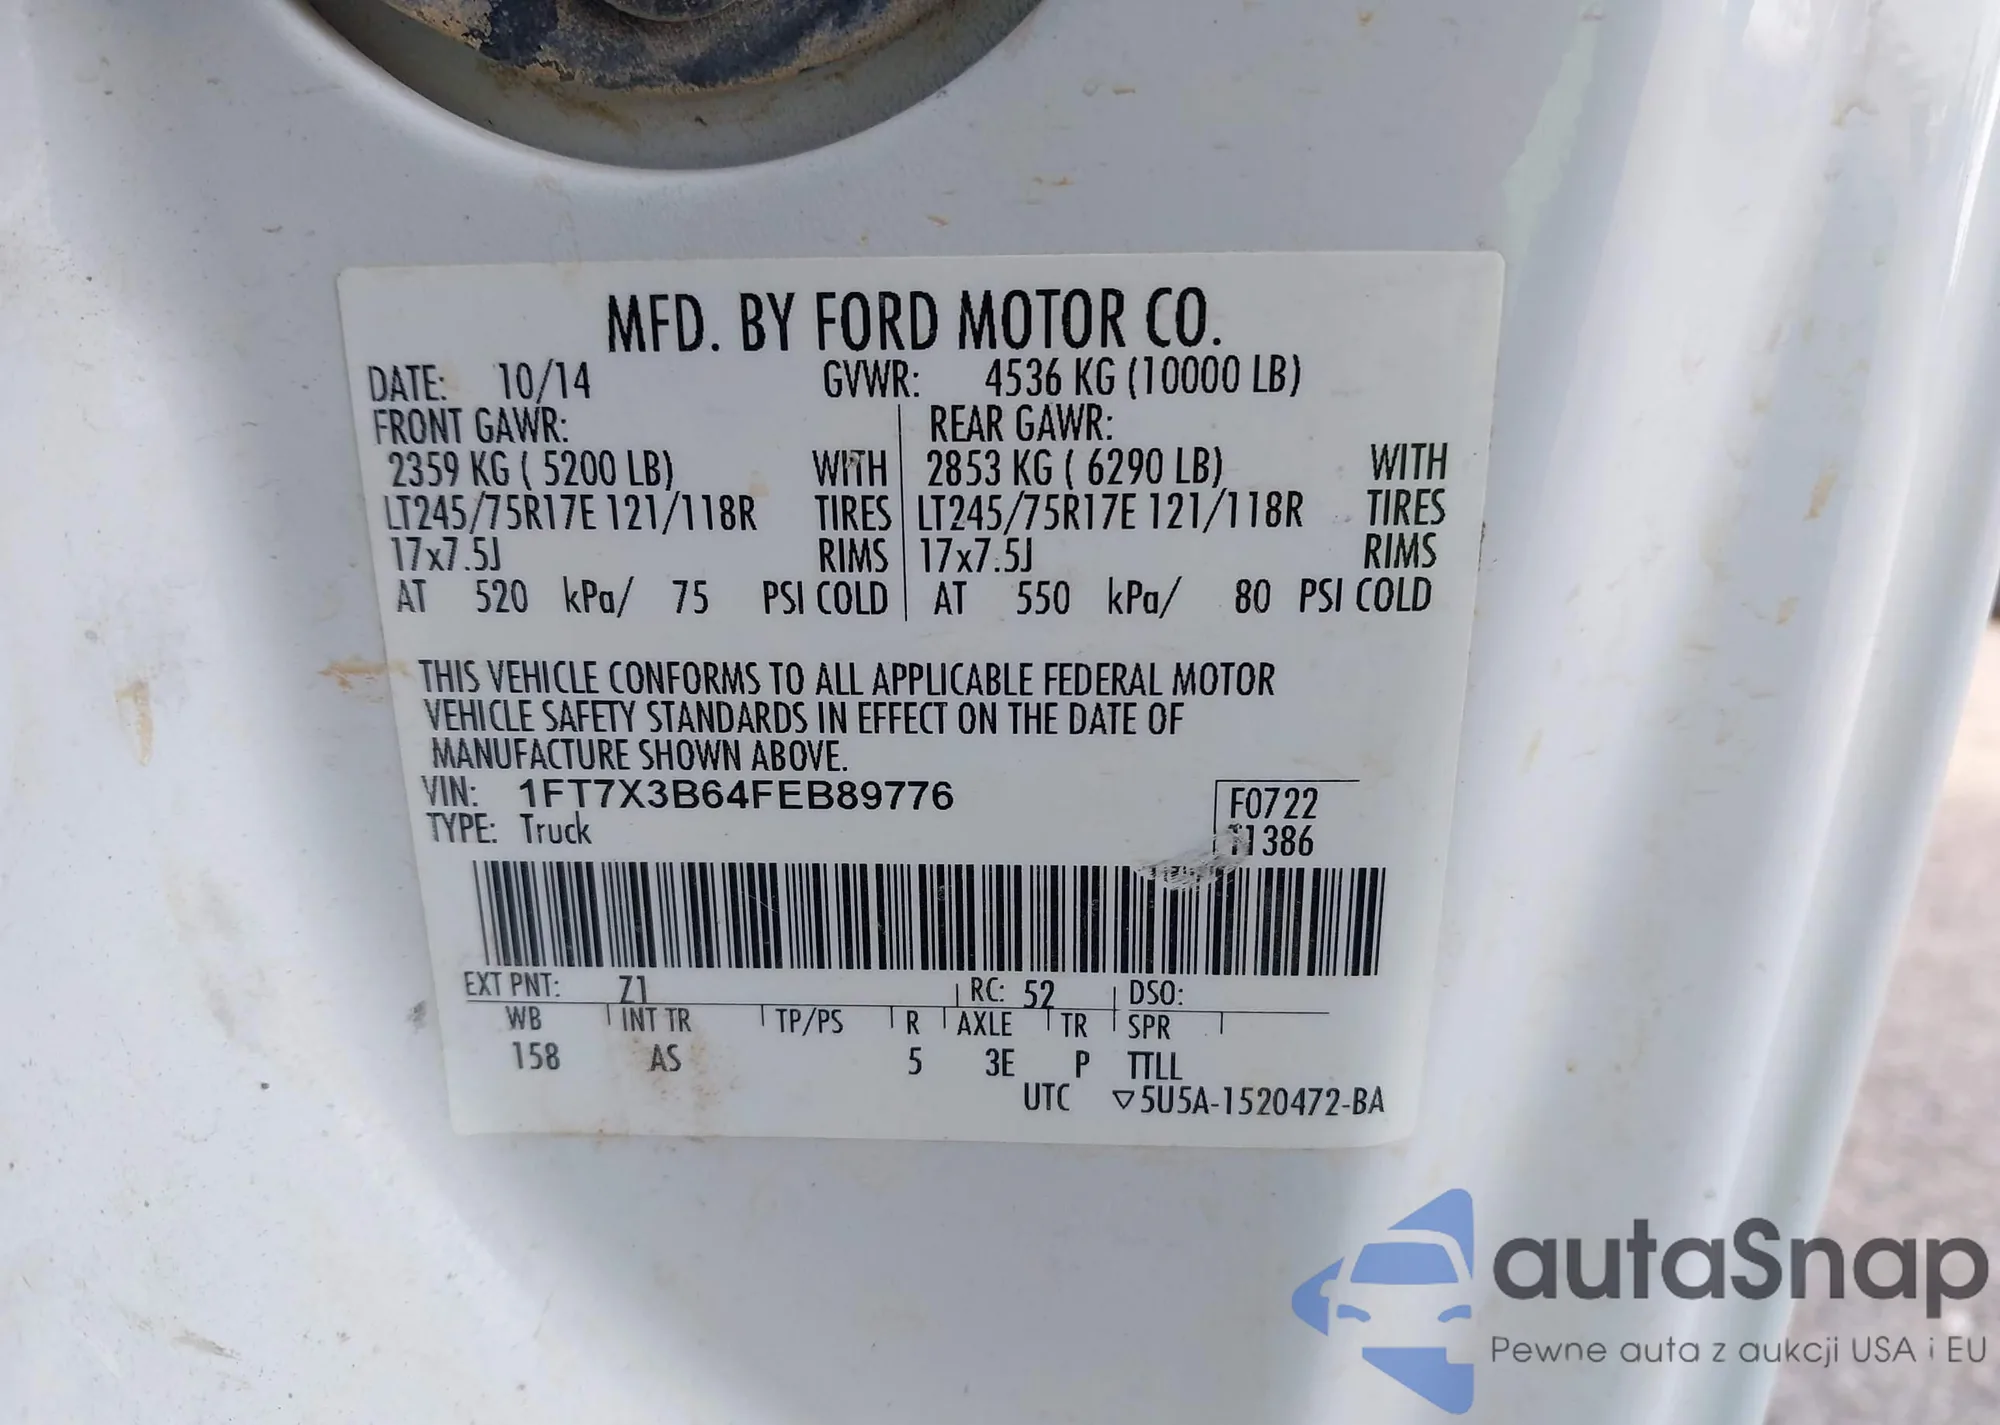 MFD. BY FORD MOTOR CO.
DATE: 10/14 GVWR: 4536 KG (10000 LB)
FRONT GAWR: REAR GAWR:
2359 KG ( 5200 LB) WITH 2853 KG ( 6290 LB) WITH
LT245/75R17E 121/118R TIRES LT245/75R17E 121/118R TIRES
17x7.5J RIMS 17x7.5J RIMS
AT 520 kPa/ 75 PSI COLD AT 550 kPa/ 80 PSI COLD
THIS VEHICLE CONFORMS TO ALL APPLICABLE FEDERAL MOTOR
VEHICLE SAFETY STANDARDS IN EFFECT ON THE DATE OF
MANUFACTURE SHOWN ABOVE.
VIN: 1FT7X3B64FEB89776
F0722
TYPE: Truck
T1386
EXT PNT: Z1 RC: 52 DSO:
WB INT TR TP/PS R AXLE TR SPR
158 AS 5 3E P TTLL
UTC ▽5U5A-1520472-BA
autaSnap
Pewne auta z aukcji USA i EU